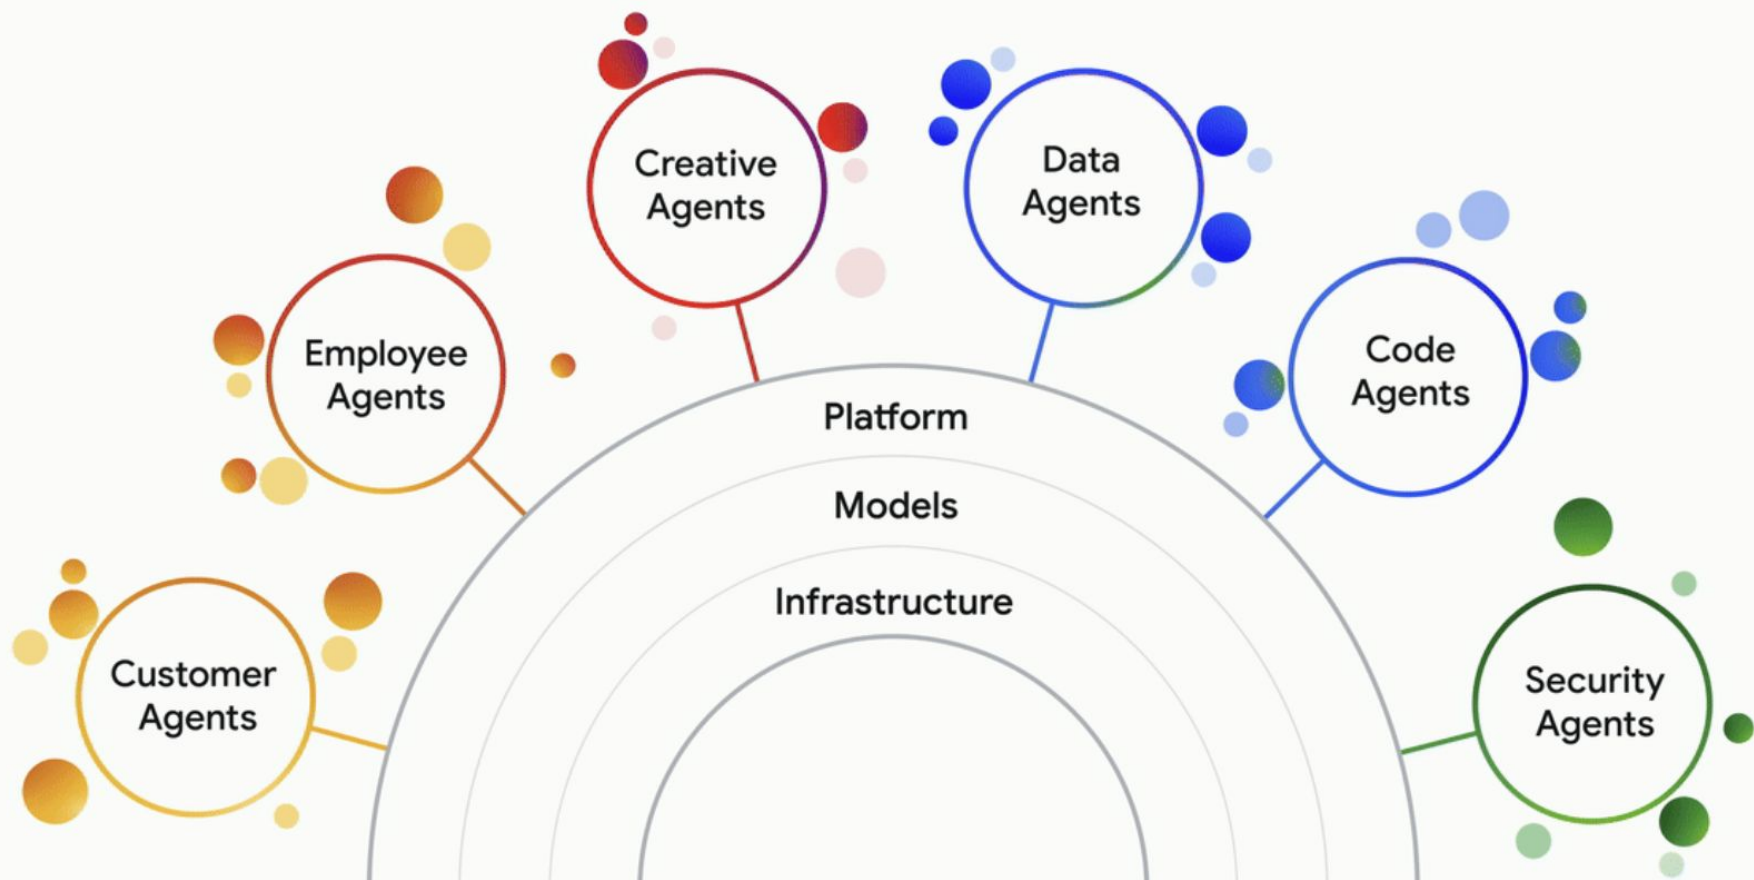 Creative
Agents
Data
Agents
Employee
Agents
Code
Agents
Platform
Models
Infrastructure
Customer
Agents
Security
Agents